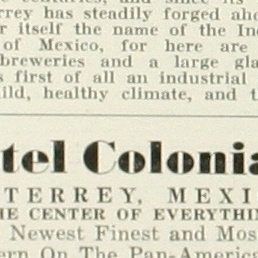 centuries, and since its
rrey has steadily forged ahe
r itself the name of the In
of Mexico, for here are
breweries and a large gla
s first of all an industrial
ild, healthy climate, and t
tel Colonia
TERREY, MEXI
HE CENTER OF EVERYTHIN
Newest Finest and Mos
ern On The Pan-America